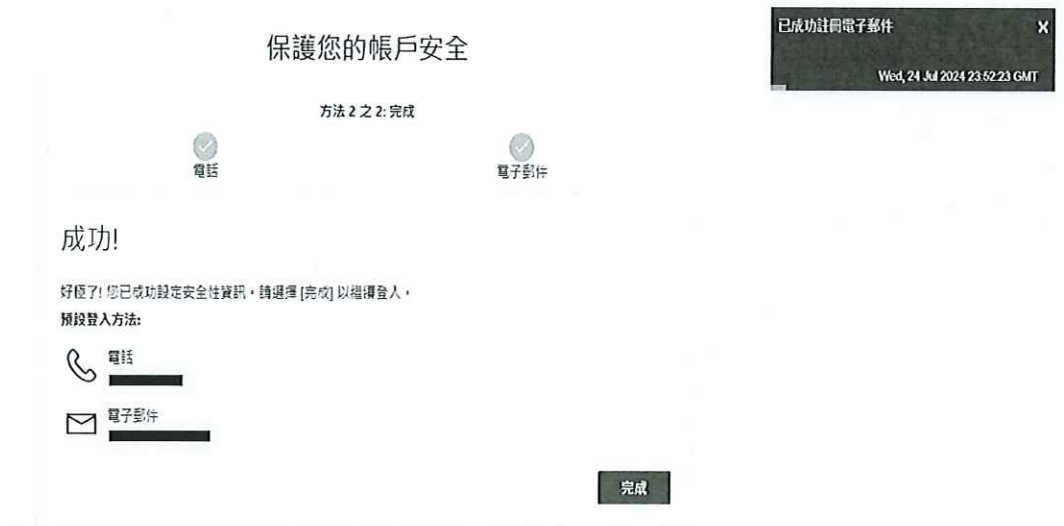 保護您的帳戶安全
已成功註冊電子郵件
X
Wed, 24 Jul 2024 23:52:23 GMT
方法 2 之 2: 完成
電話
電子郵件
成功!
好極了! 您已成功設定安全性資訊。請選擇 [完成] 以繼續登入。
預設登入方法:
電話
電子郵件
完成